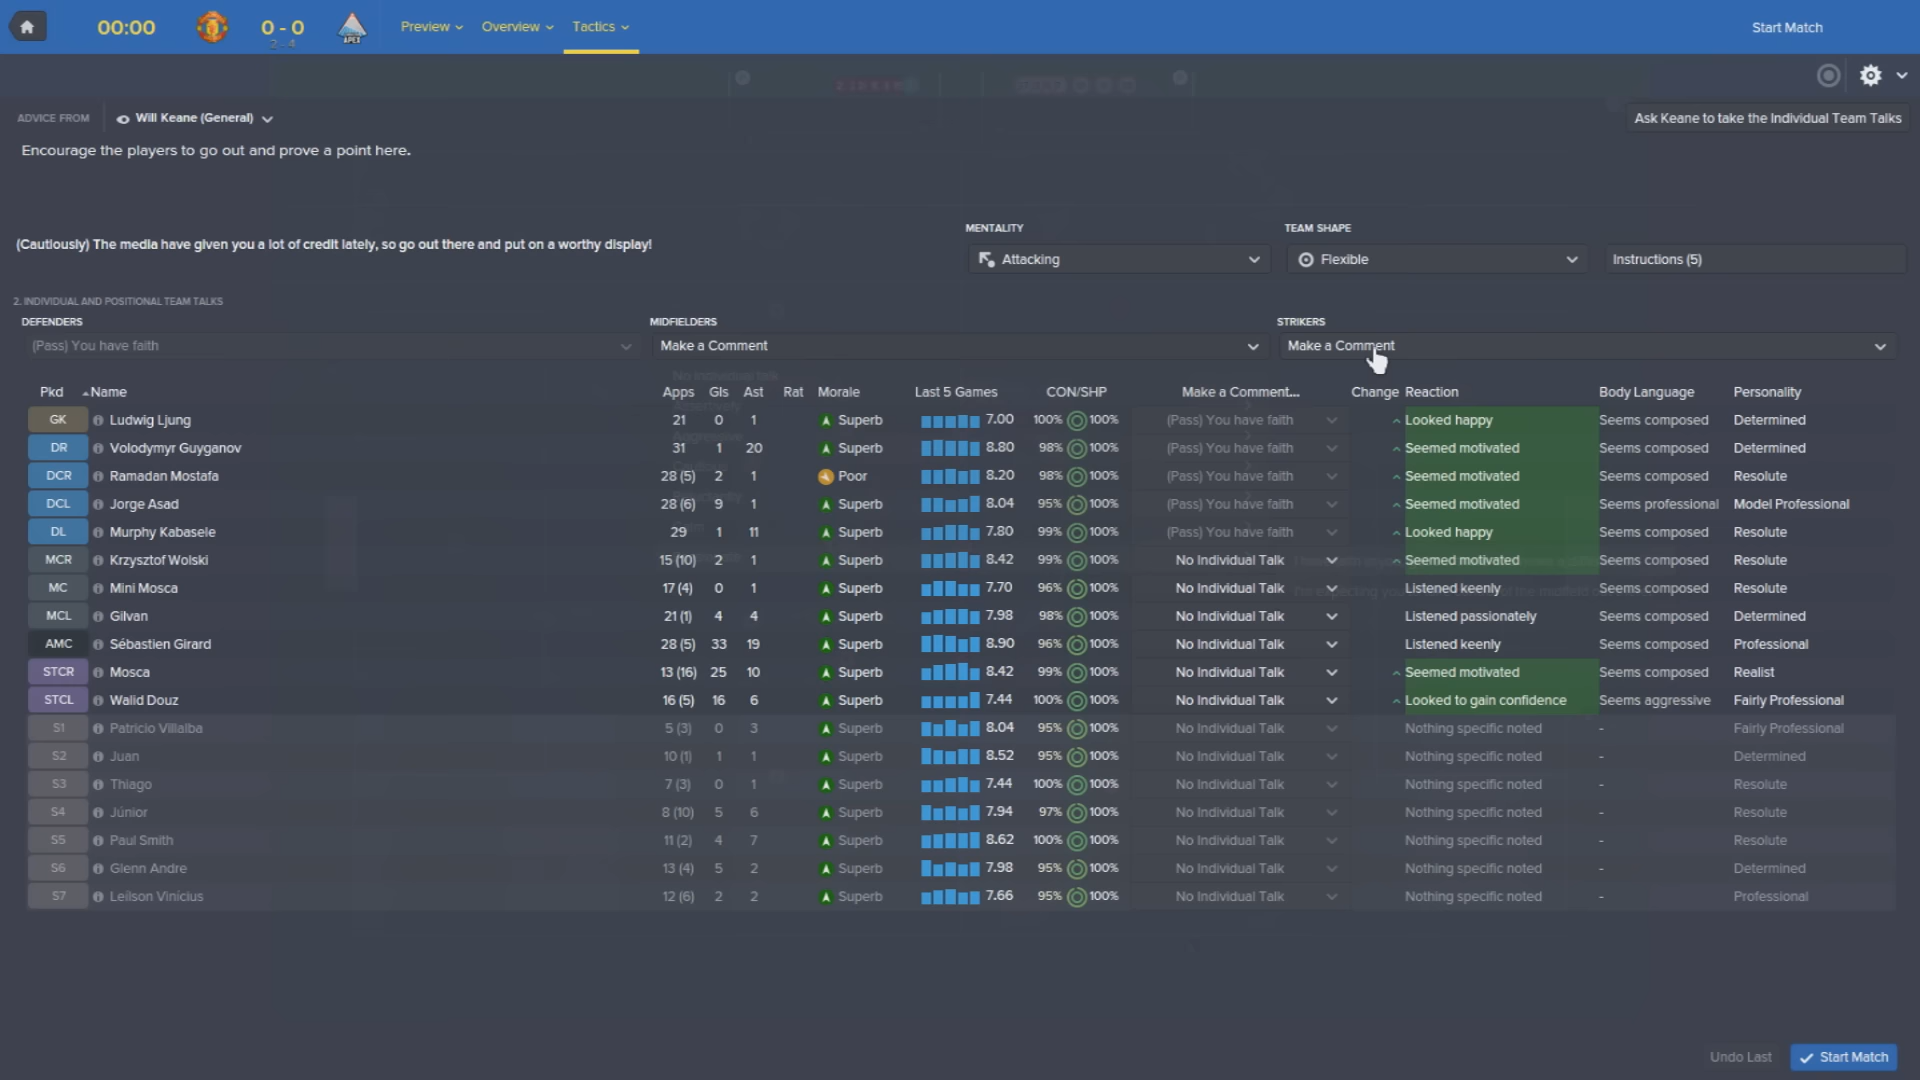 00:00 0 - 0 2 - 4 APEX Preview Overview Tactics Start Match
ADVICE FROM Will Keane (General) Ask Keane to take the Individual Team Talks
Encourage the players to go out and prove a point here.
MENTALITY TEAM SHAPE
(Cautiously) The media have given you a lot of credit lately, so go out there and put on a worthy display!
Attacking Flexible Instructions (5)
2. INDIVIDUAL AND POSITIONAL TEAM TALKS
DEFENDERS MIDFIELDERS STRIKERS
(Pass) You have faith Make a Comment Make a Comment
Pkd Name Apps Gls Ast Rat Morale Last 5 Games CON/SHP Make a Comment... Change Reaction Body Language Personality
GK Ludwig Ljung 21 0 1 Superb 7.00 100% 100% (Pass) You have faith Looked happy Seems composed Determined
DR Volodymyr Guyganov 31 1 20 Superb 8.80 98% 100% (Pass) You have faith Seemed motivated Seems composed Determined
DCR Ramadan Mostafa 28 (5) 2 1 Poor 8.20 98% 100% (Pass) You have faith Seemed motivated Seems composed Resolute
DCL Jorge Asad 28 (6) 9 1 Superb 8.04 95% 100% (Pass) You have faith Seemed motivated Seems professional Model Professional
DL Murphy Kabasele 29 1 11 Superb 7.80 99% 100% (Pass) You have faith Looked happy Seems composed Resolute
MCR Krzysztof Wolski 15 (10) 2 1 Superb 8.42 99% 100% No Individual Talk Seemed motivated Seems composed Resolute
MC Mini Mosca 17 (4) 0 1 Superb 7.70 96% 100% No Individual Talk Listened keenly Seems composed Resolute
MCL Gilvan 21 (1) 4 4 Superb 7.98 98% 100% No Individual Talk Listened passionately Seems composed Determined
AMC Sébastien Girard 28 (5) 33 19 Superb 8.90 96% 100% No Individual Talk Listened keenly Seems composed Professional
STCR Mosca 13 (16) 25 10 Superb 8.42 99% 100% No Individual Talk Seemed motivated Seems composed Realist
STCL Walid Douz 16 (5) 16 6 Superb 7.44 100% 100% No Individual Talk Looked to gain confidence Seems aggressive Fairly Professional
S1 Patricio Villalba 5 (3) 0 3 Superb 8.04 95% 100% No Individual Talk Nothing specific noted - Fairly Professional
S2 Juan 10 (1) 1 1 Superb 8.52 95% 100% No Individual Talk Nothing specific noted - Determined
S3 Thiago 7 (3) 0 1 Superb 7.44 100% 100% No Individual Talk Nothing specific noted - Resolute
S4 Júnior 8 (10) 5 6 Superb 7.94 97% 100% No Individual Talk Nothing specific noted - Resolute
S5 Paul Smith 11 (2) 4 7 Superb 8.62 100% 100% No Individual Talk Nothing specific noted - Resolute
S6 Glenn Andre 13 (4) 5 2 Superb 7.98 95% 100% No Individual Talk Nothing specific noted - Determined
S7 Leilson Vinícius 12 (6) 2 2 Superb 7.66 95% 100% No Individual Talk Nothing specific noted - Professional
Undo Last Start Match